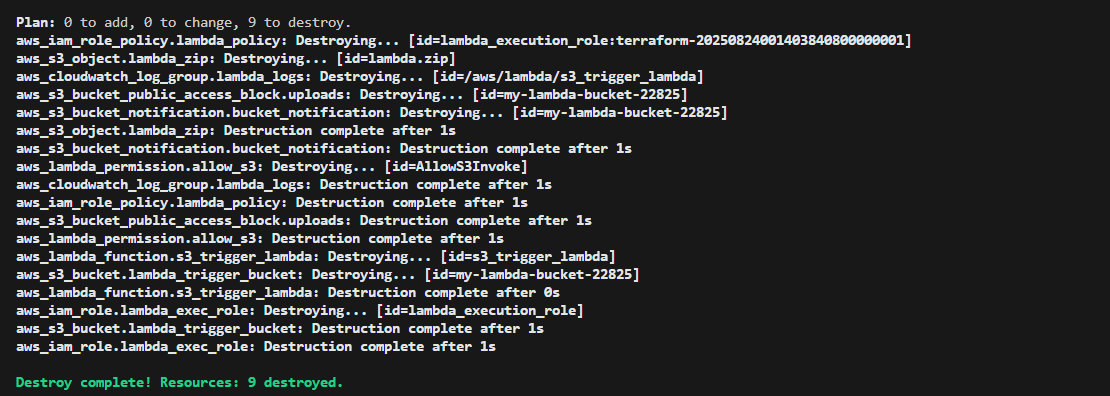 Plan: 0 to add, 0 to change, 9 to destroy.
aws_iam_role_policy.lambda_policy: Destroying... [id=lambda_execution_role:terraform-20250824001403840800000001]
aws_s3_object.lambda_zip: Destroying... [id=lambda.zip]
aws_cloudwatch_log_group.lambda_logs: Destroying... [id=/aws/lambda/s3_trigger_lambda]
aws_s3_bucket_public_access_block.uploads: Destroying... [id=my-lambda-bucket-22825]
aws_s3_bucket_notification.bucket_notification: Destroying... [id=my-lambda-bucket-22825]
aws_s3_object.lambda_zip: Destruction complete after 1s
aws_s3_bucket_notification.bucket_notification: Destruction complete after 1s
aws_lambda_permission.allow_s3: Destroying... [id=AllowS3Invoke]
aws_cloudwatch_log_group.lambda_logs: Destruction complete after 1s
aws_iam_role_policy.lambda_policy: Destruction complete after 1s
aws_s3_bucket_public_access_block.uploads: Destruction complete after 1s
aws_lambda_permission.allow_s3: Destruction complete after 1s
aws_lambda_function.s3_trigger_lambda: Destroying... [id=s3_trigger_lambda]
aws_s3_bucket.lambda_trigger_bucket: Destroying... [id=my-lambda-bucket-22825]
aws_lambda_function.s3_trigger_lambda: Destruction complete after 0s
aws_iam_role.lambda_exec_role: Destroying... [id=lambda_execution_role]
aws_s3_bucket.lambda_trigger_bucket: Destruction complete after 1s
aws_iam_role.lambda_exec_role: Destruction complete after 1s
Destroy complete! Resources: 9 destroyed.